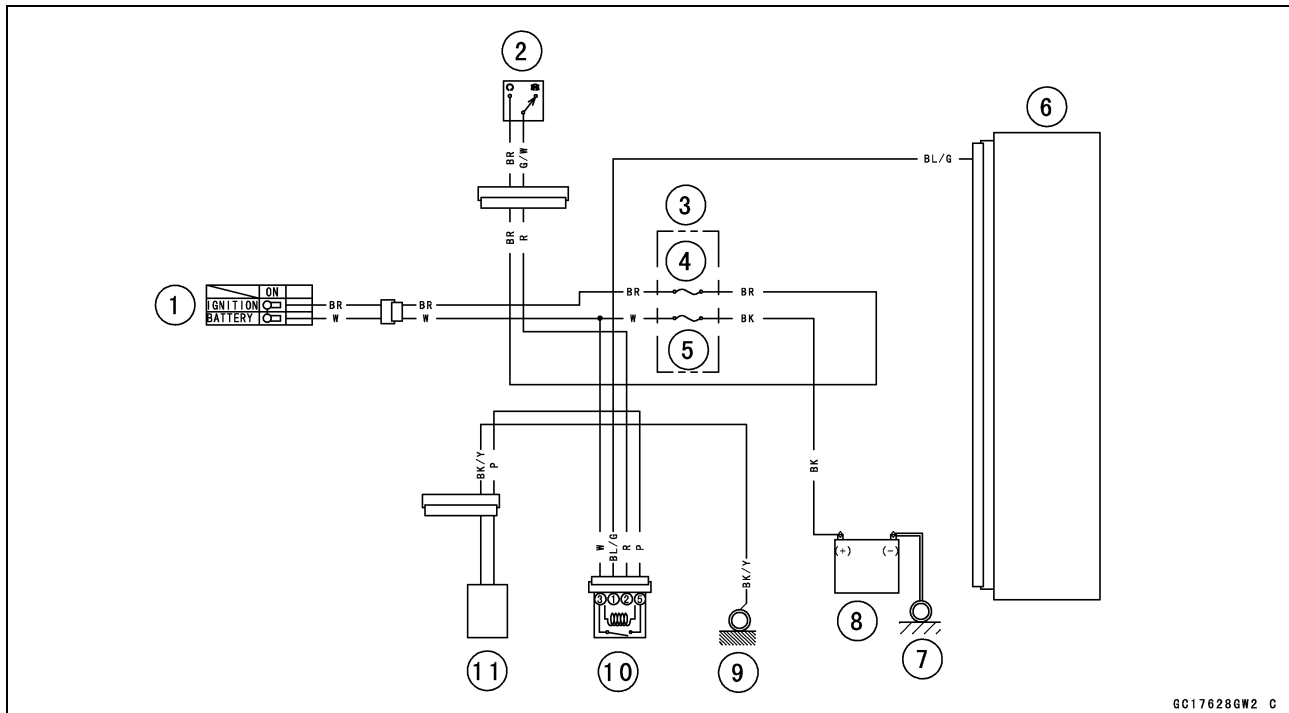 2
6
BR
G/W
BL/G
3
BR
R
4
1
ON
IGNITION
BATTERY
BR
W
BR
W
BR
BR
W
BK
5
BK/Y
P
BK
W
BL/G
R
P
BK/Y
(+)
(-)
3 1 2 5
8
7
11
10
9
GC17628GW2 C